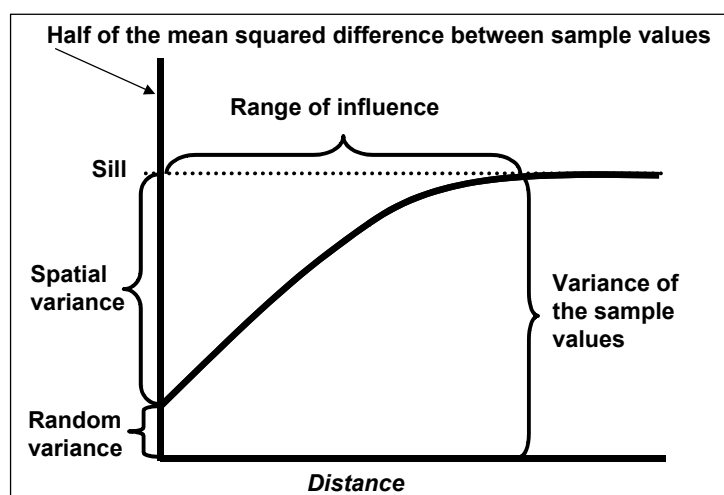 Half of the mean squared difference between sample values
Range of influence
Sill
Spatial
variance
Variance of
the sample
values
Random
variance
Distance